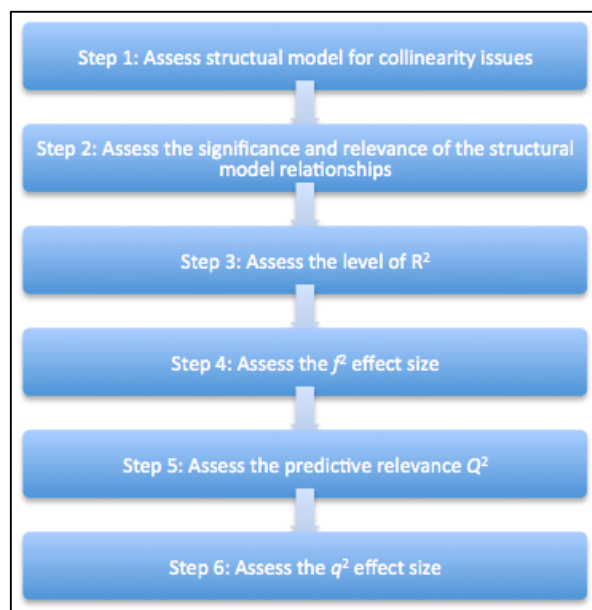 Step 1: Assess structual model for collinearity issues
Step 2: Assess the significance and relevance of the structural
model relationships
Step 3: Assess the level of R²
Step 4: Assess the f² effect size
Step 5: Assess the predictive relevance Q²
Step 6: Assess the q² effect size